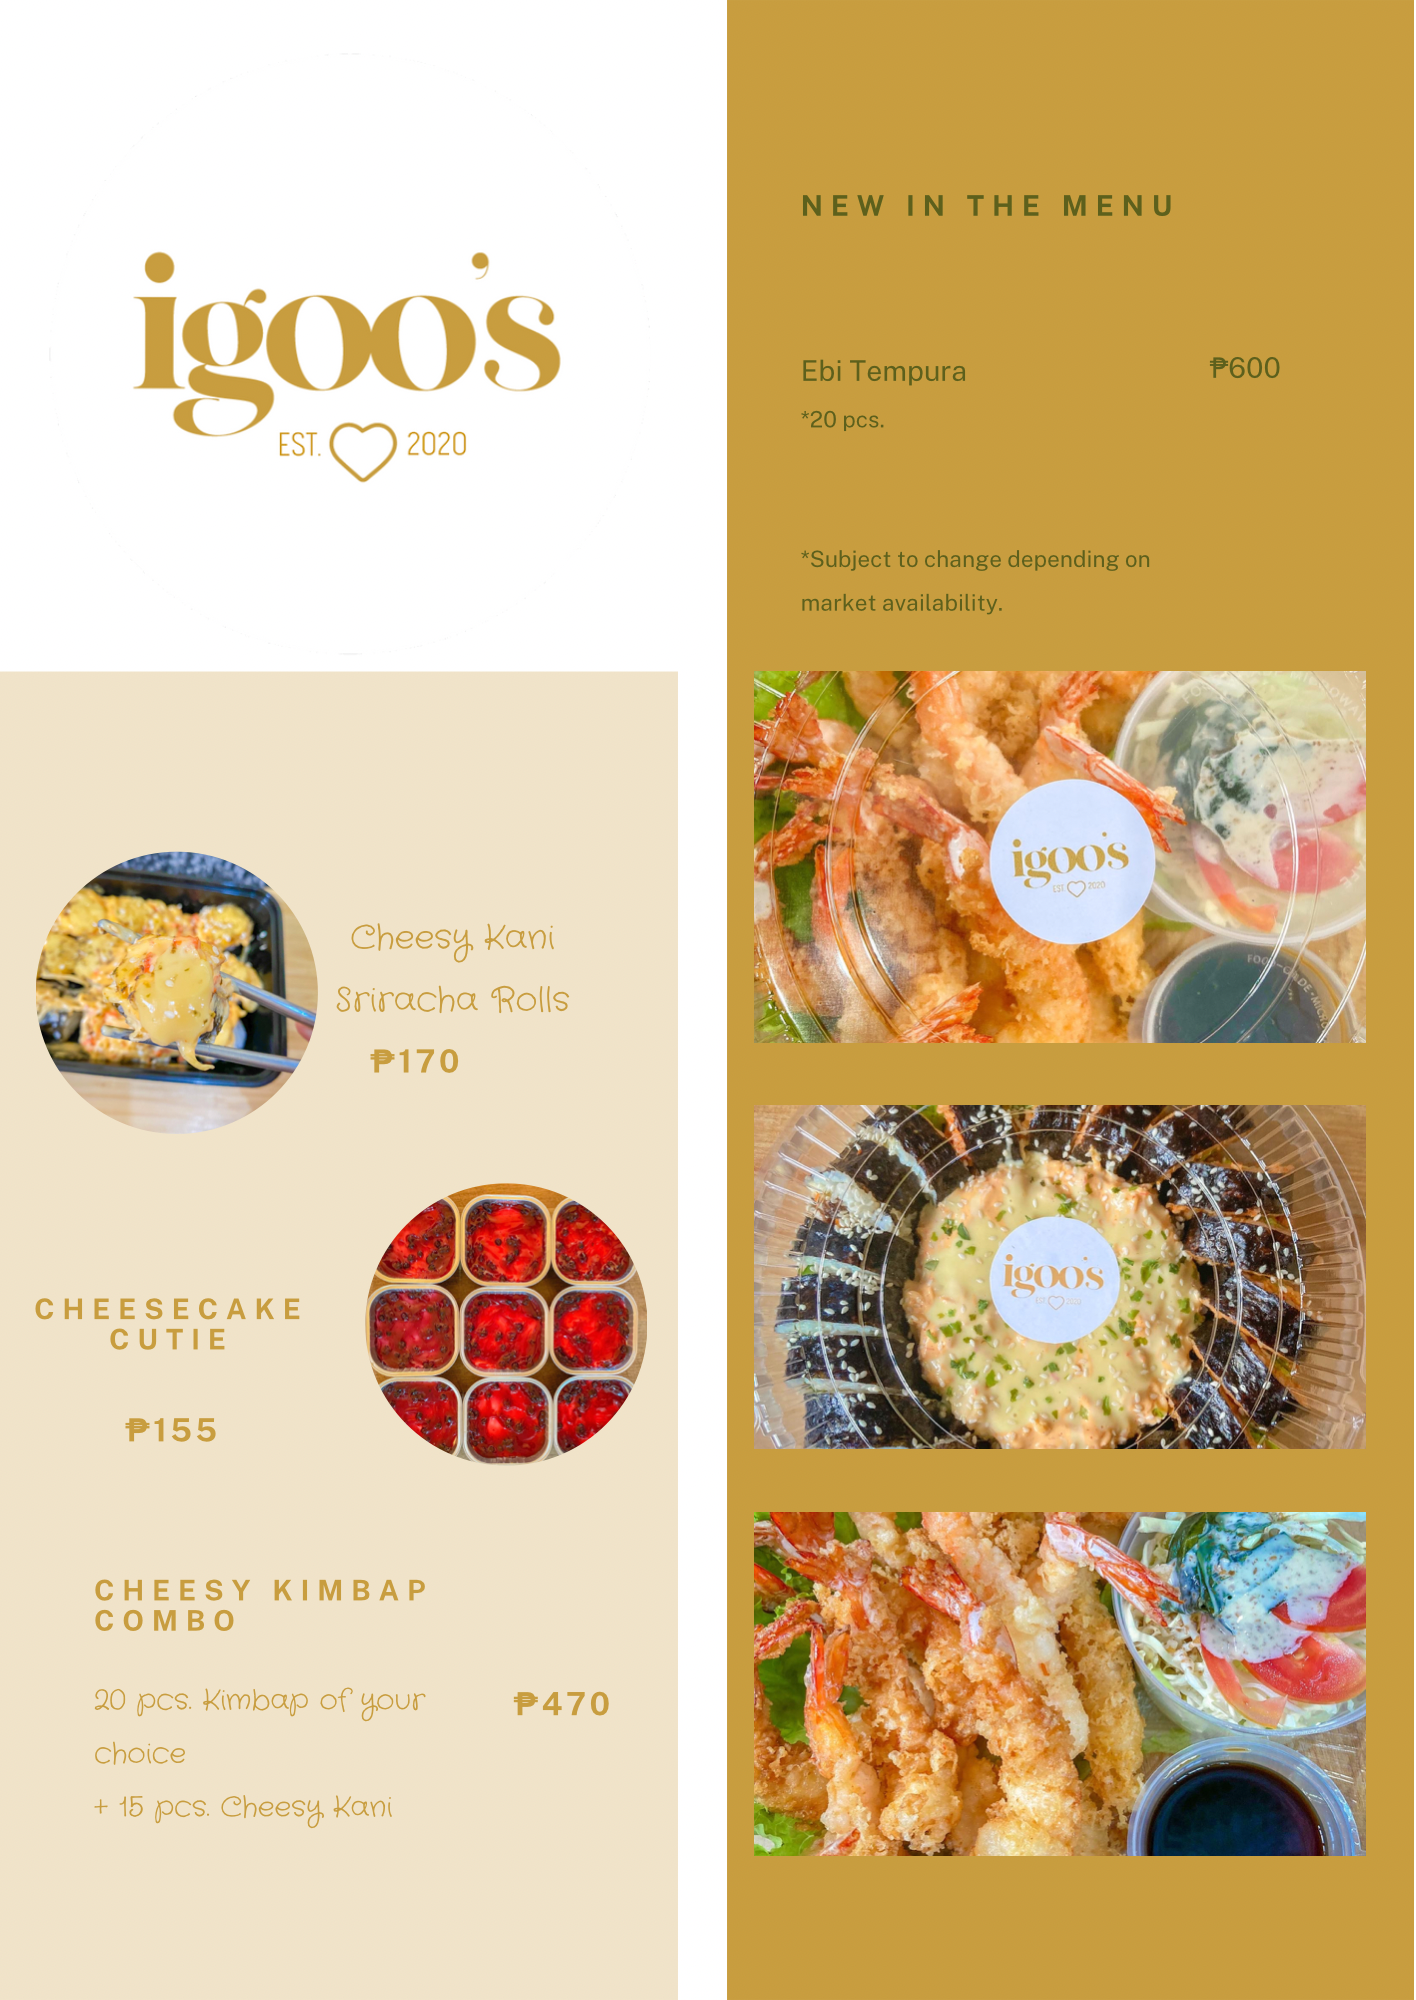 igoo's
EST. 2020
Cheesy Kani
Sriracha Rolls
₱170
CHEESECAKE
CUTIE
₱155
CHEESY KIMBAP
COMBO
20 pcs. Kimbap of your
choice
+ 15 pcs. Cheesy Kani
₱470
NEW IN THE MENU
Ebi Tempura
₱600
*20 pcs.
*Subject to change depending on
market availability.
igoo's
EST 2020
igoo's